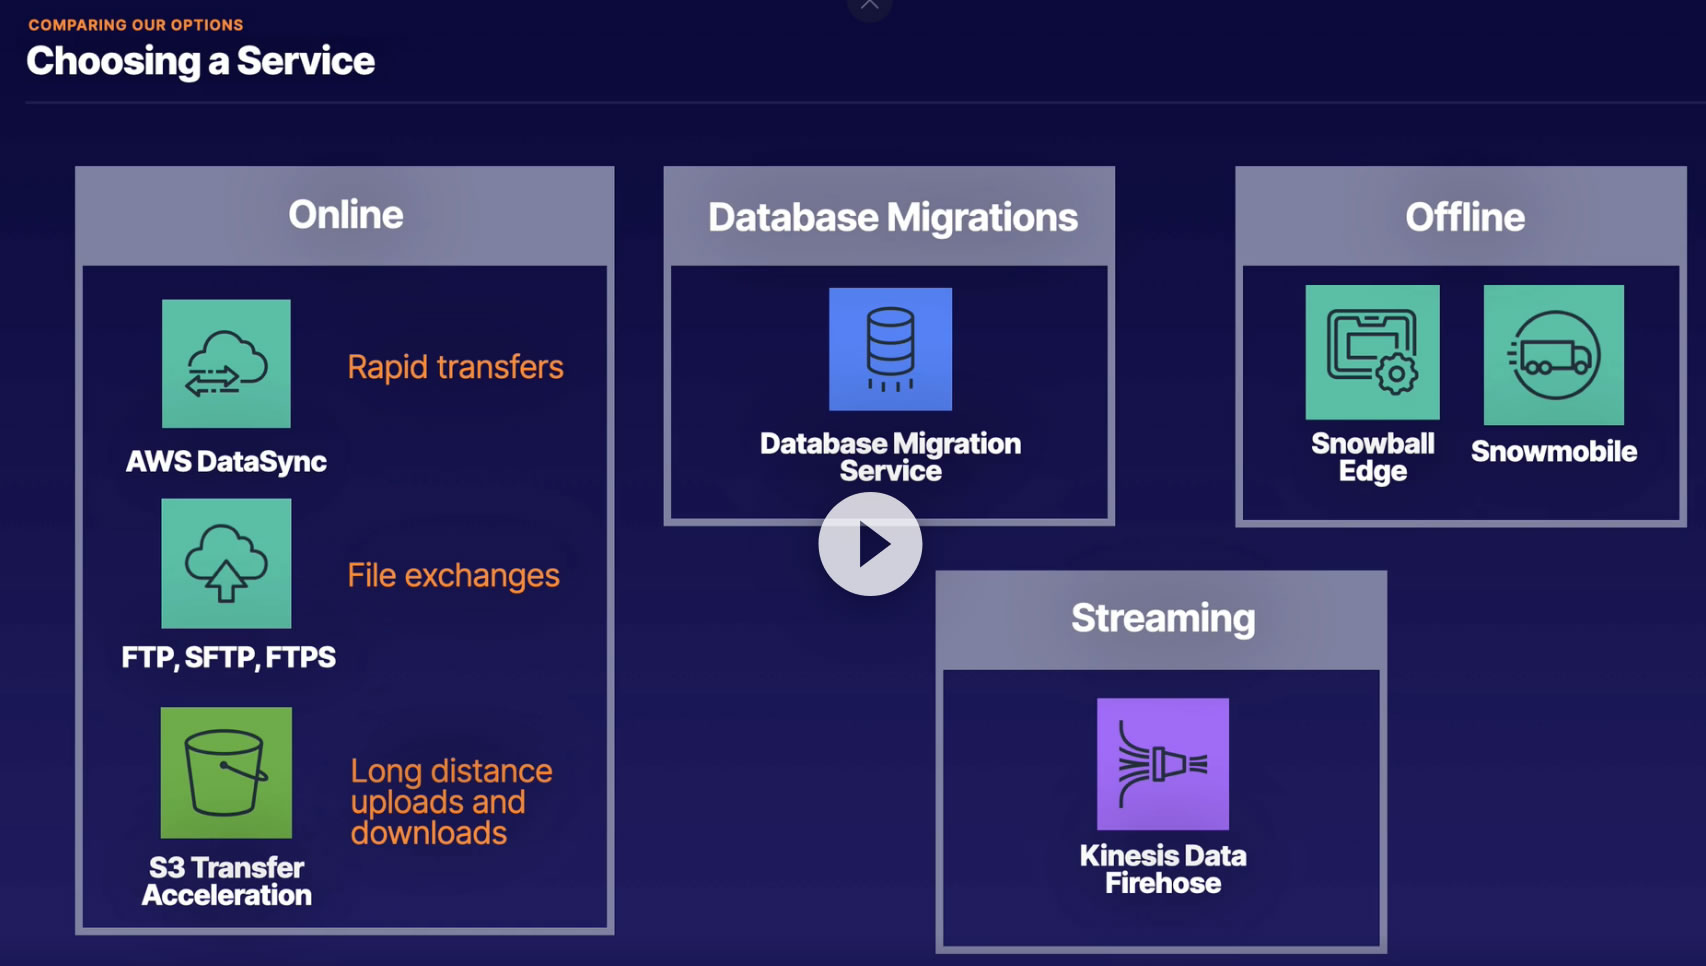 COMPARING OUR OPTIONS
Choosing a Service
Online
AWS DataSync
Rapid transfers
FTP, SFTP, FTPS
File exchanges
S3 Transfer
Acceleration
Long distance
uploads and
downloads
Database Migrations
Database Migration
Service
Offline
Snowball
Edge
Snowmobile
Streaming
Kinesis Data
Firehose